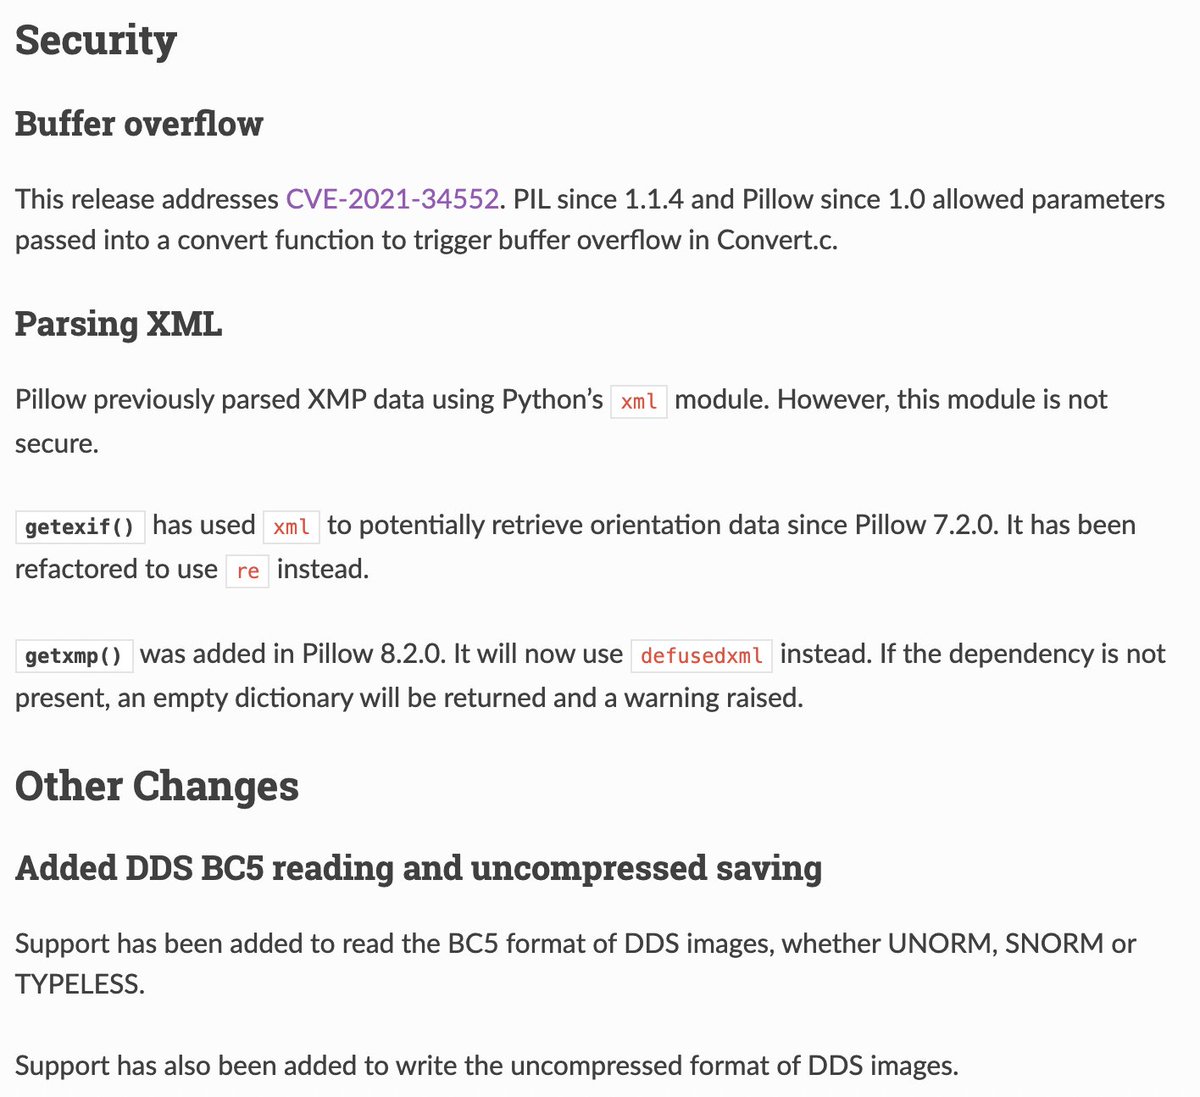 Security
Buffer overflow
This release addresses CVE-2021-34552. PIL since 1.1.4 and Pillow since 1.0 allowed parameters
passed into a convert function to trigger buffer overflow in Convert.c.
Parsing XML
Pillow previously parsed XMP data using Python’s xml module. However, this module is not
secure.
getexif() has used xml to potentially retrieve orientation data since Pillow 7.2.0. It has been
refactored to use re instead.
getxmp() was added in Pillow 8.2.0. It will now use defusedxml instead. If the dependency is not
present, an empty dictionary will be returned and a warning raised.
Other Changes
Added DDS BC5 reading and uncompressed saving
Support has been added to read the BC5 format of DDS images, whether UNORM, SNORM or
TYPELESS.
Support has also been added to write the uncompressed format of DDS images.